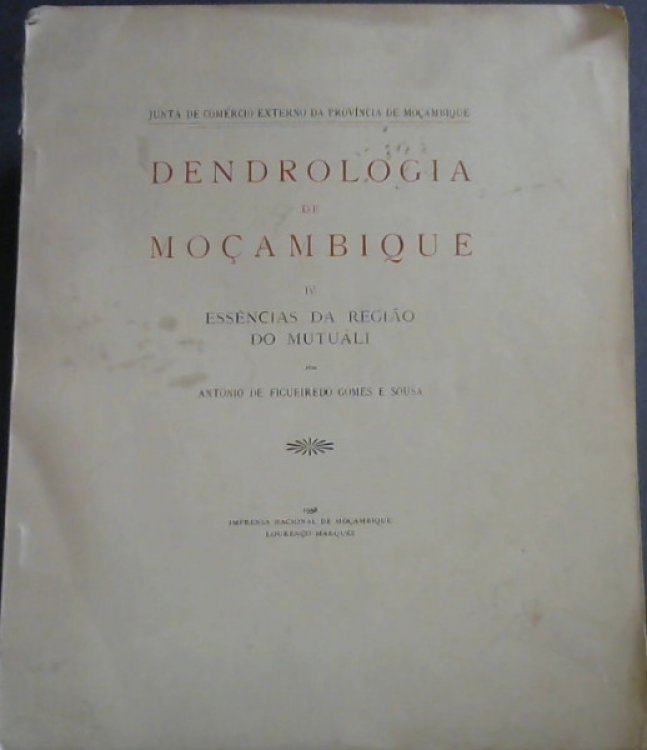 JUNTA DE COMÉRCIO EXTERNO DA PROVÍNCIA DE MOÇAMBIQUE
DENDROLOGIA
DE
MOÇAMBIQUE
IV
ESSÊNCIAS DA REGIÃO
DO MUTUÁLI
POR
ANTÓNIO DE FIGUEIREDO GOMES E SOUSA
IMPRENSA NACIONAL DE MOÇAMBIQUE
LOURENÇO MARQUES